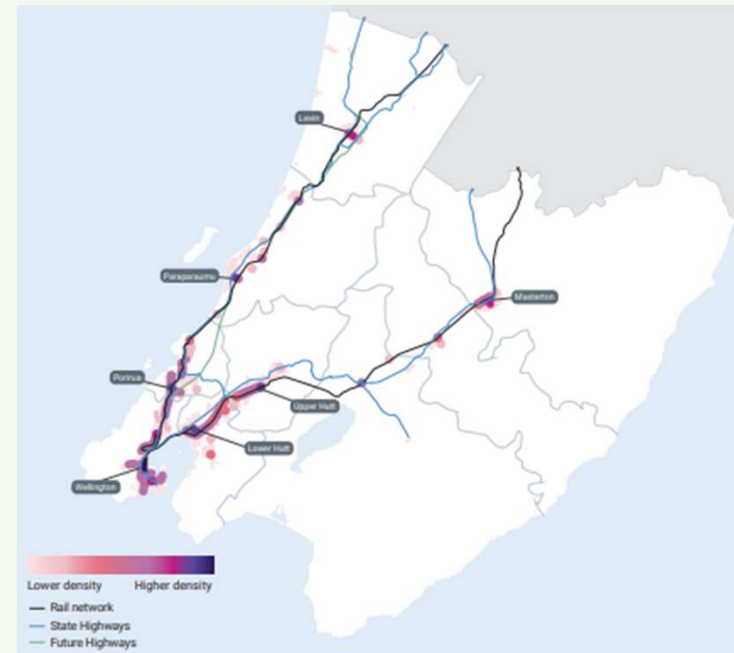 Levin
Paraparaumu
Masterton
Porirua
Upper Hutt
Lower Hutt
Wellington
Lower density Higher density
Rail network
State Highways
Future Highways